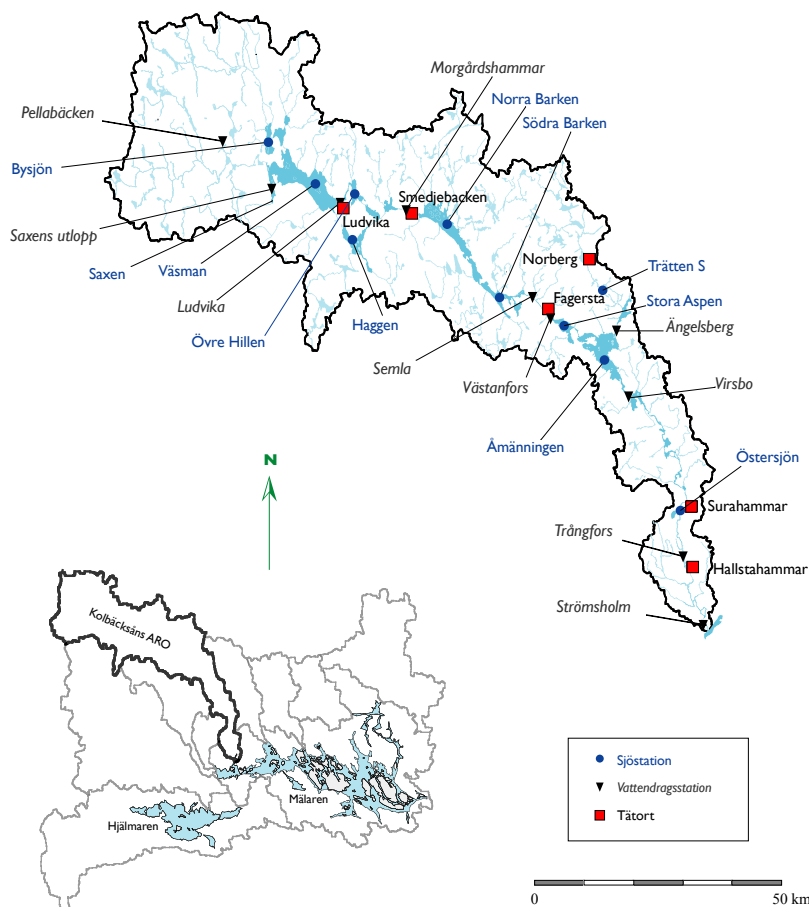 Morgårdshammar
Norra Barken
Södra Barken
Pellabäcken
Bysjön
Smedjebacken
Ludvika
Saxens utlopp
Saxen
Väsman
Ludvika
Övre Hillen
Haggen
Norberg
Trätten S
Fagersta
Stora Aspen
Ängelsberg
Semla
Västanfors
Virsbo
Åmänningen
Östersjön
N
Surahammar
Trångfors
Hallstahammar
Strömsholm
Kolbäcksåns ARO
Mälaren
Hjälmaren
Sjöstation
Vattendragsstation
Tätort
0 50 km